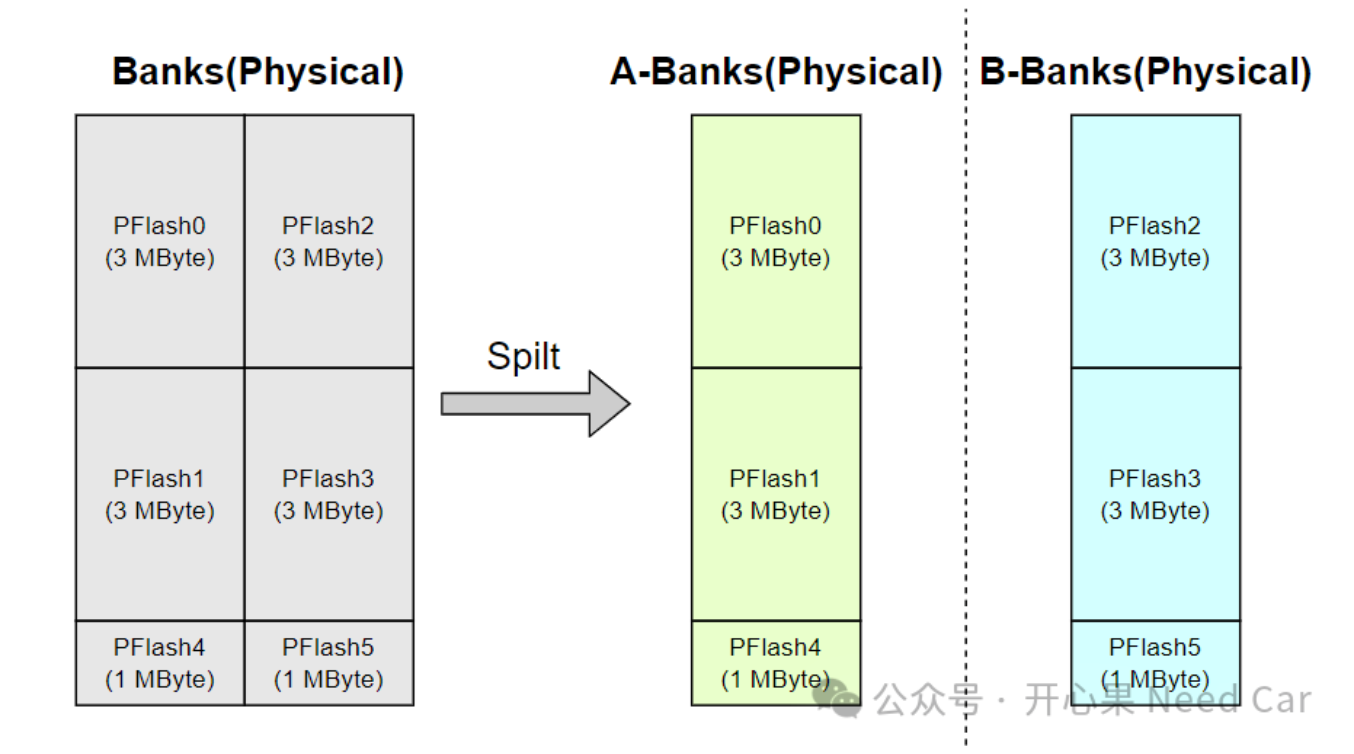 Banks(Physical)
PFlash0
(3 MByte)
PFlash2
(3 MByte)
PFlash1
(3 MByte)
PFlash3
(3 MByte)
PFlash4
(1 MByte)
PFlash5
(1 MByte)
Spilt
A-Banks(Physical)
PFlash0
(3 MByte)
PFlash1
(3 MByte)
PFlash4
(1 MByte)
B-Banks(Physical)
PFlash2
(3 MByte)
PFlash3
(3 MByte)
PFlash5
(1 MByte)
公众号 · 开心果 Need Car